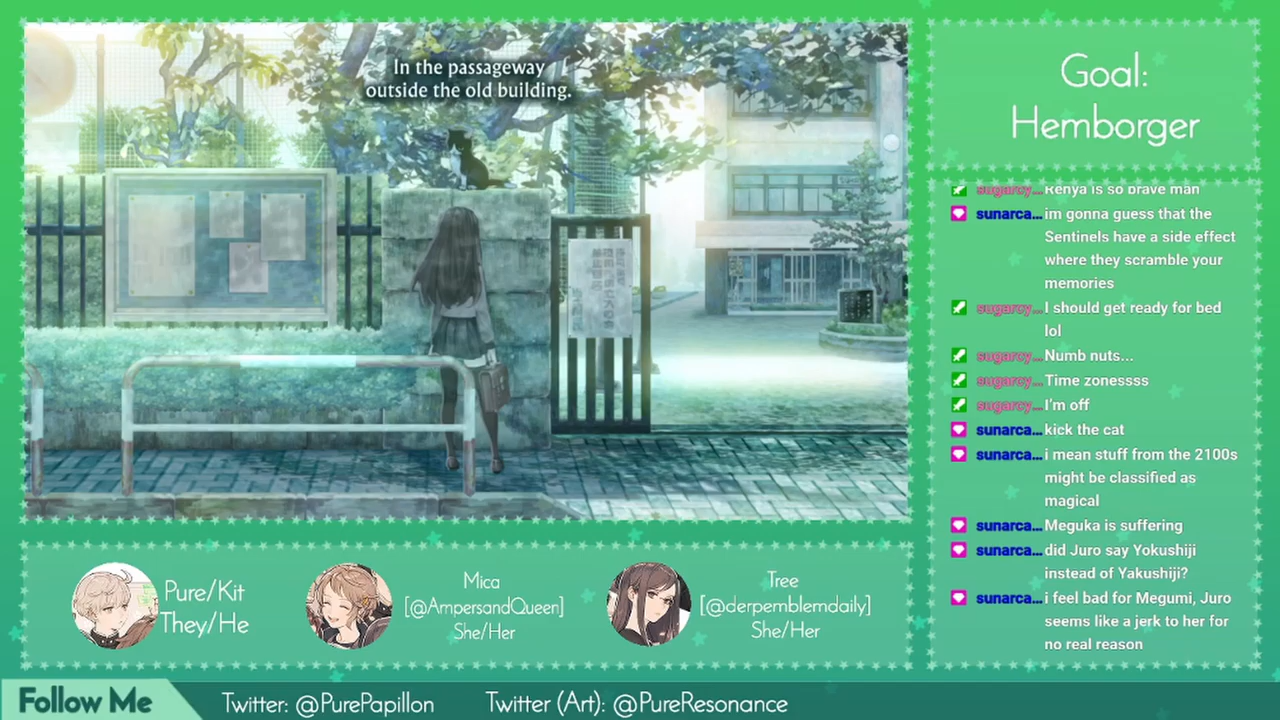 In the passageway
outside the old building.
Goal:
Hemborger
sugarcy... Kenya is so brave man
sunarca... im gonna guess that the
Sentinels have a side effect
where they scramble your
memories
sugarcy... I should get ready for bed
lol
sugarcy... Numb nuts...
sugarcy... Time zonessss
sugarcy... I'm off
sunarca... kick the cat
sunarca... i mean stuff from the 2100s
might be classified as
magical
sunarca... Meguka is suffering
sunarca... did Juro say Yokushiji
instead of Yakushiji?
sunarca... i feel bad for Megumi, Juro
seems like a jerk to her for
no real reason
Pure/Kit
They/He
Mica
[@AmpersandQueen]
She/Her
Tree
[@derpemblemdaily]
She/Her
Follow Me
Twitter: @PurePapillon
Twitter (Art): @PureResonance